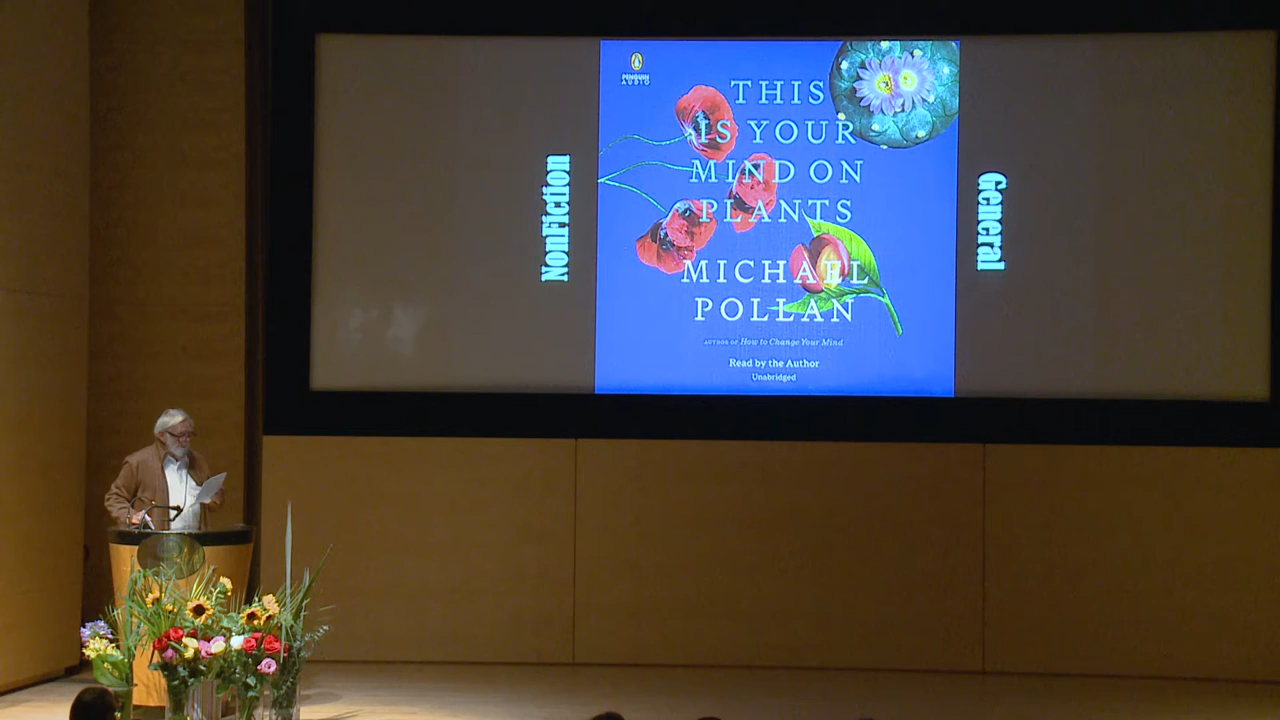 NonFiction
PENGUIN
AUDIO
THIS
IS YOUR
MIND ON
PLANTS
MICHAEL
POLLAN
AUTHOR OF How to Change Your Mind
Read by the Author
Unabridged
General